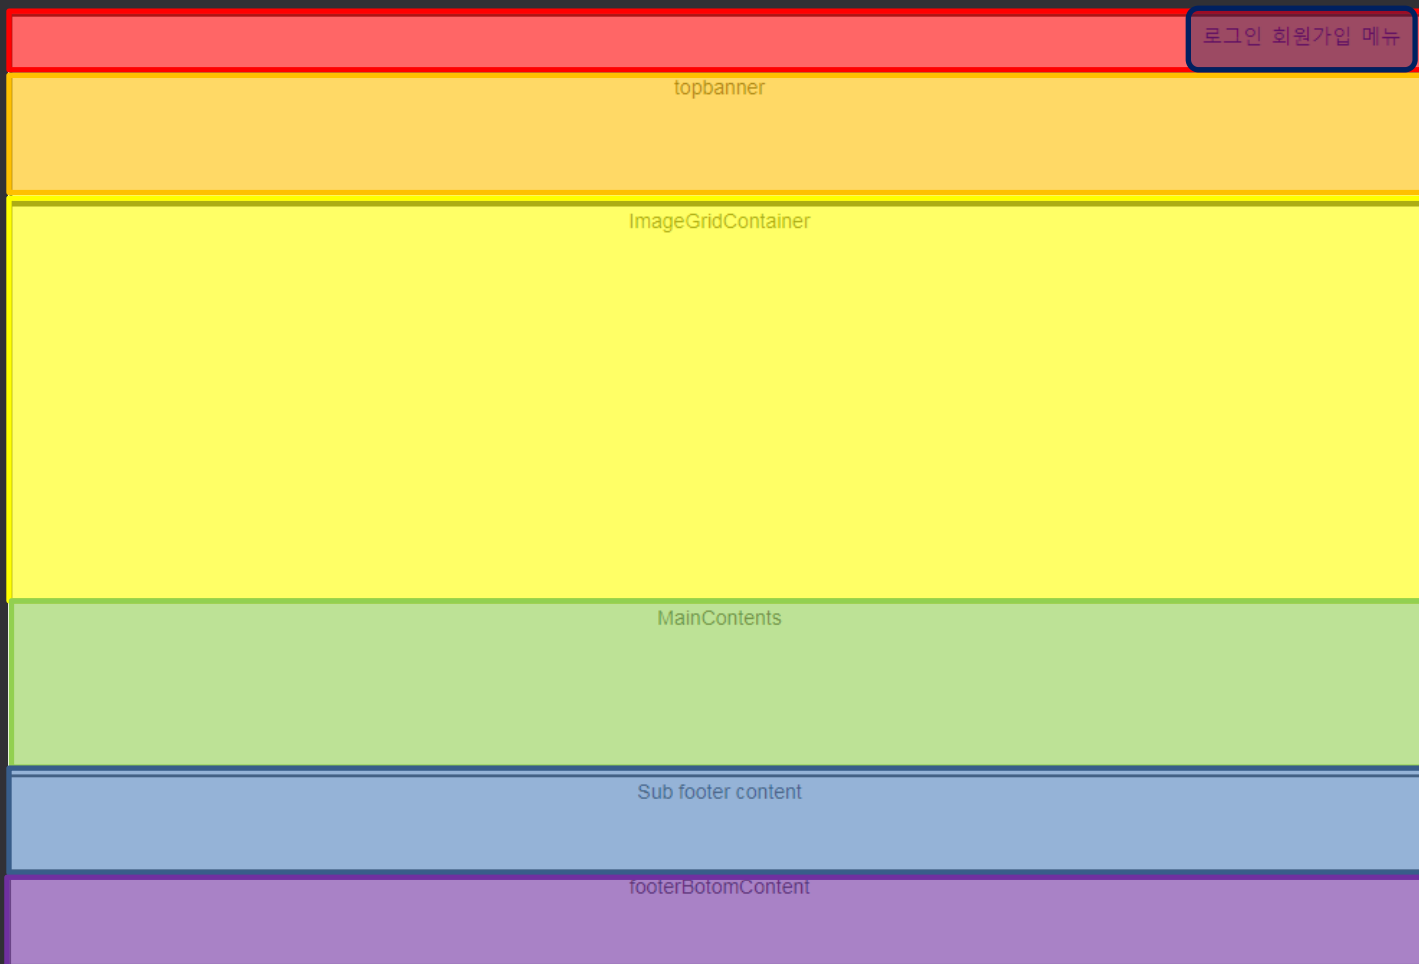 로그인 회원가입 메뉴
topbanner
ImageGridContainer
MainContents
Sub footer content
footerBotomContent